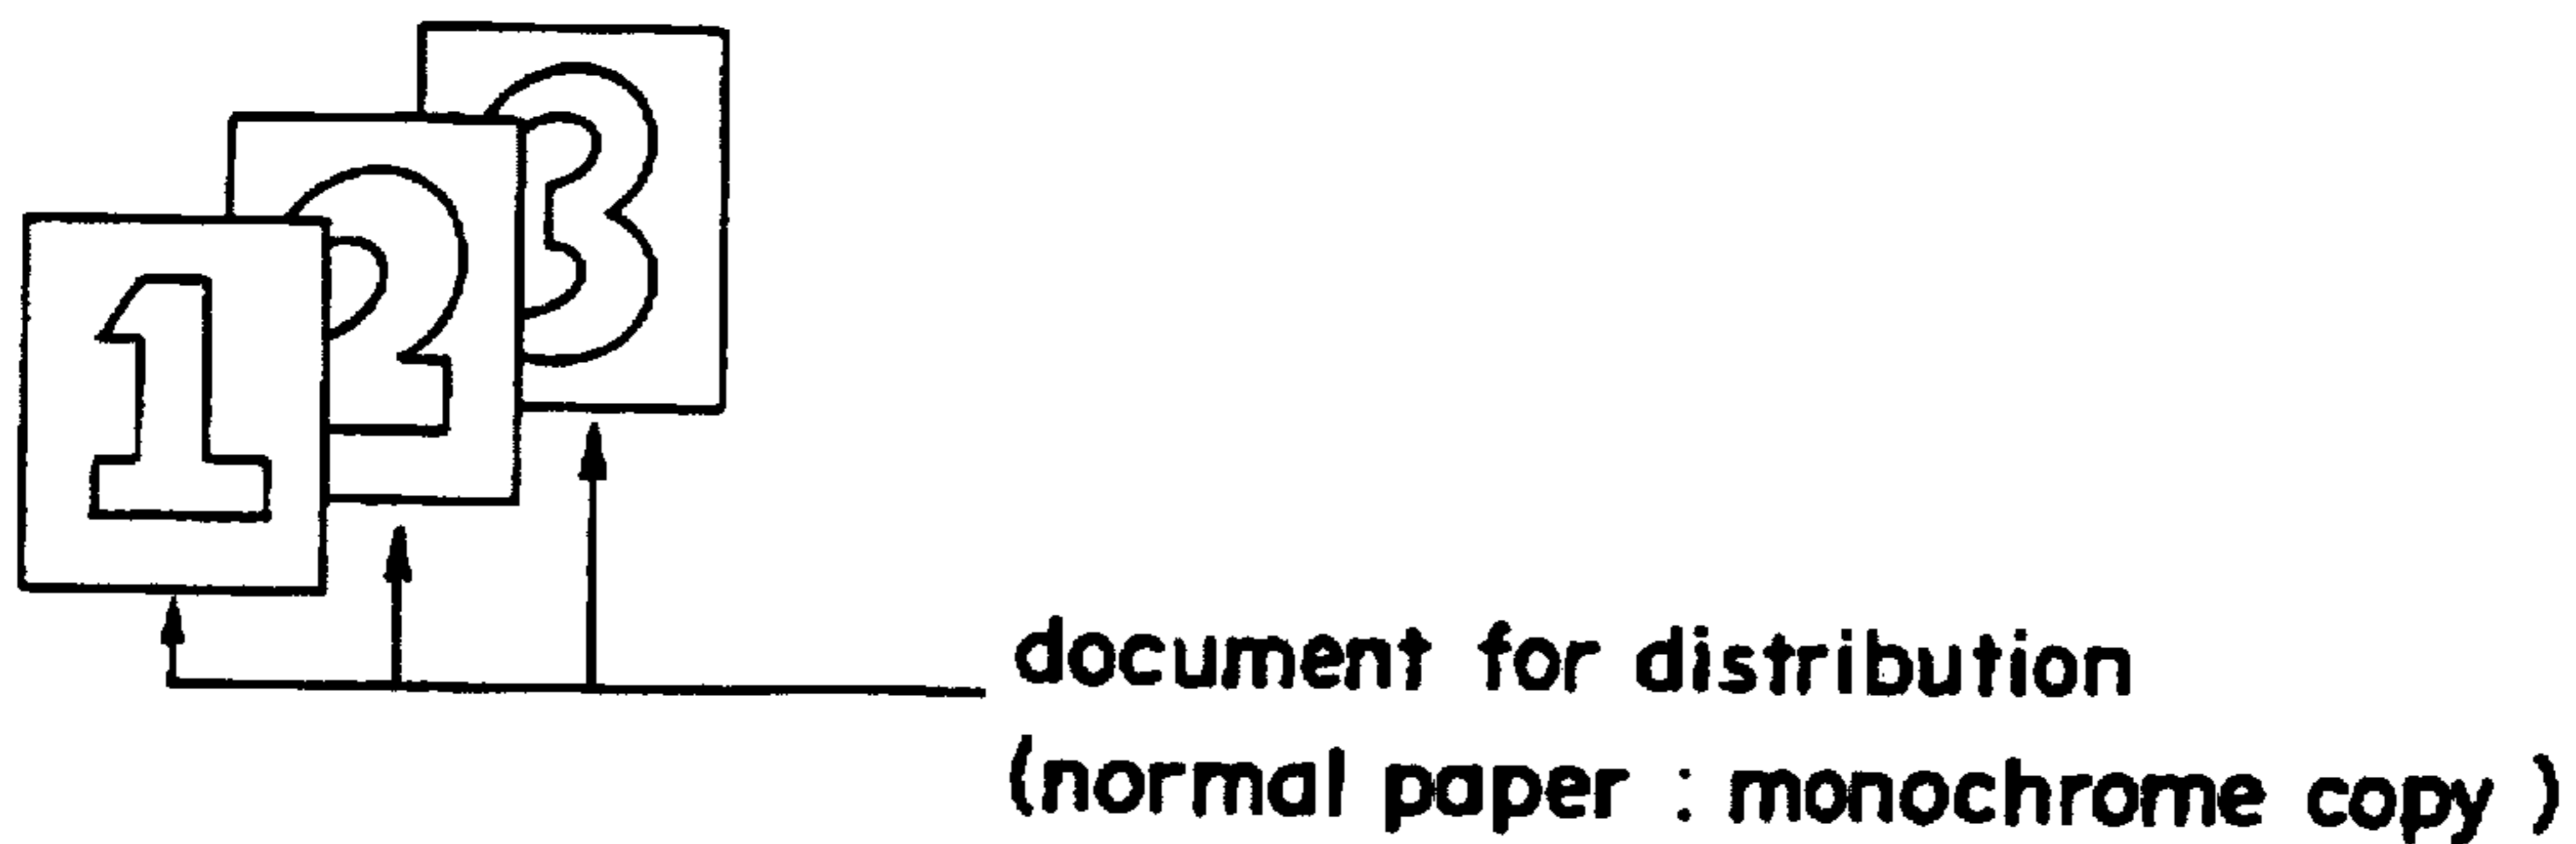 1
2
3
document for distribution
(normal paper : monochrome copy )